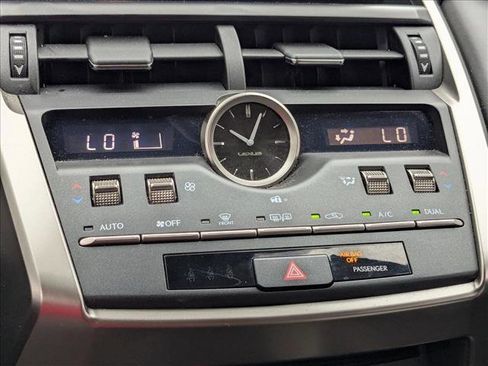 LO
LO
LEXUS
AUTO
OFF
FRONT
A/C
DUAL
AIRBAG
OFF
PASSENGER